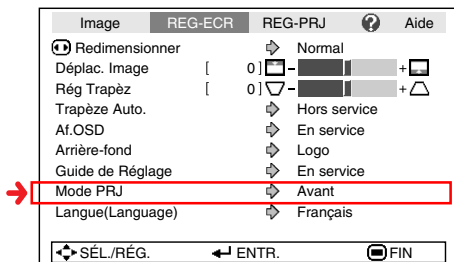 Image REG-ECR REG-PRJ ? Aide
Redimensionner Normal
Déplac. Image [ 0 ] - +
Rég Trapèz [ 0 ] - +
Trapèze Auto. Hors service
Af.OSD En service
Arrière-fond Logo
Guide de Réglage En service
Mode PRJ Avant
Langue(Language) Français
SÉL./RÉG. ENTR. FIN